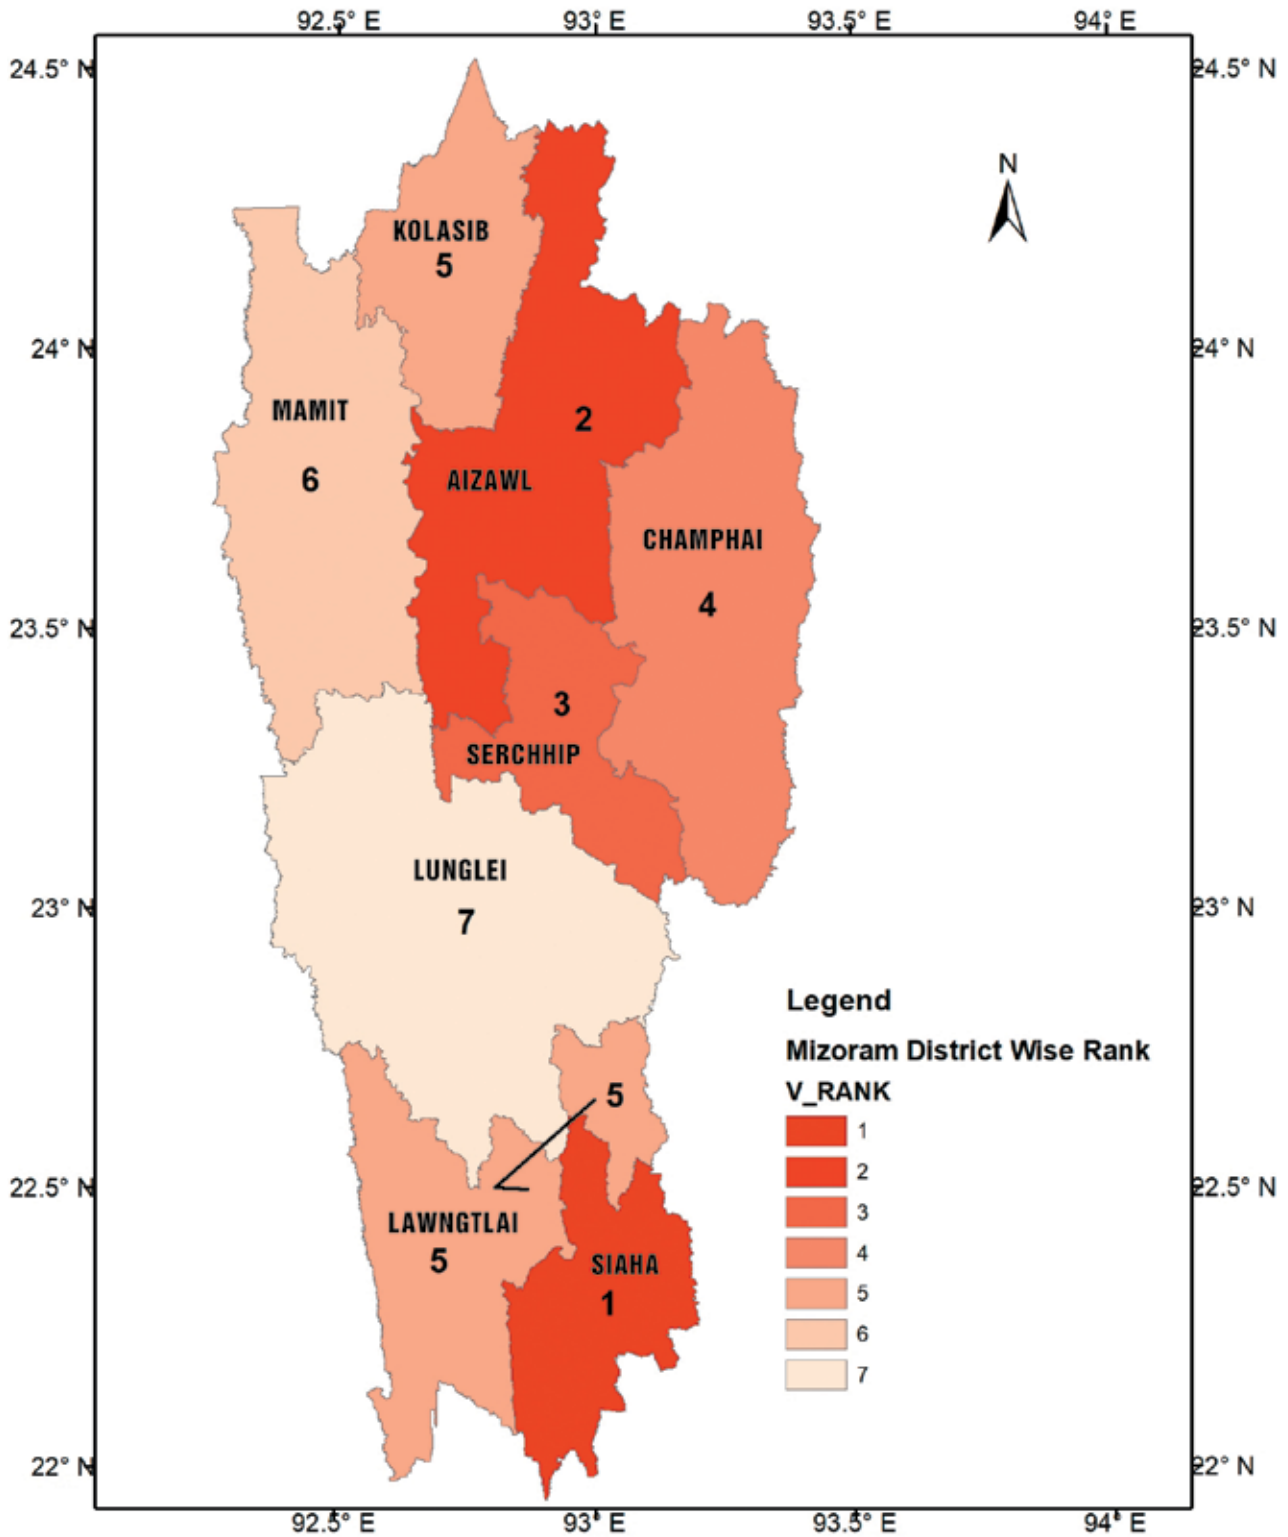 92.5° E 93° E 93.5° E 94° E
24.5° N 24.5° N
N
KOLASIB
5
24° N 24° N
MAMIT
2
6
AIZAWL
CHAMPHAI
4
23.5° N 23.5° N
3
SERCHHIP
LUNGLEI
7
23° N 23° N
Legend
Mizoram District Wise Rank
V_RANK
5
1
2
22.5° N 22.5° N
3
LAWNGTLAI
5
SIAHA
1
4
5
6
7
22° N 22° N
92.5° E 93° E 93.5° E 94° E